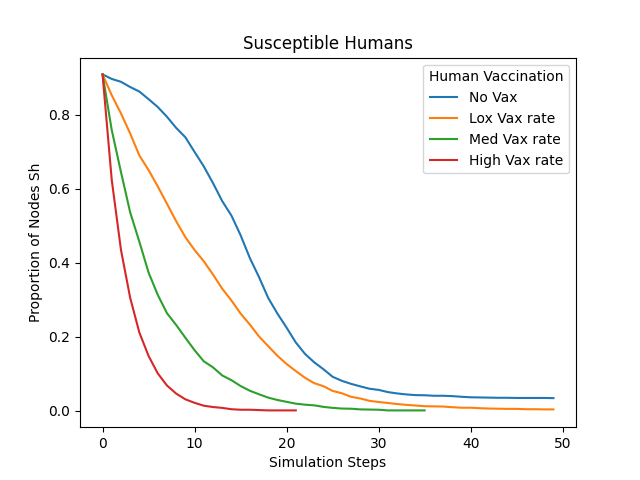 Susceptible Humans
Proportion of Nodes Sh
0.8
0.6
0.4
0.2
0.0
Human Vaccination
No Vax
Lox Vax rate
Med Vax rate
High Vax rate
0 10 20 30 40 50
Simulation Steps